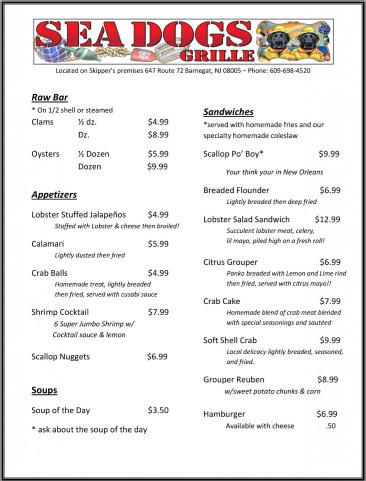 SEA DOGS
GRILLE
Located on Skipper's premises 647 Route 72 Barnegat, NJ 08005 – Phone: 609-698-4520
Raw Bar
* On 1/2 shell or steamed
Clams ½ dz. $4.99
Dz. $8.99
Oysters ½ Dozen $5.99
Dozen $9.99
Appetizers
Lobster Stuffed Jalapeños $4.99
Stuffed with Lobster & cheese then broiled!
Calamari $5.99
Lightly dusted then fried
Crab Balls $4.99
Homemade treat, lightly breaded
then fried, served with cusabi sauce
Shrimp Cocktail $7.99
6 Super Jumbo Shrimp w/
Cocktail sauce & lemon
Scallop Nuggets $6.99
Soups
Soup of the Day $3.50
* ask about the soup of the day
Sandwiches
*served with homemade fries and our
specialty homemade coleslaw
Scallop Po' Boy* $9.99
Your think your in New Orleans
Breaded Flounder $6.99
Lightly breaded then deep fried
Lobster Salad Sandwich $12.99
Succulent lobster meat, celery,
lil mayo, piled high on a fresh roll!
Citrus Grouper $6.99
Panko breaded with Lemon and Lime rind
then fried, served with citrus mayo!!
Crab Cake $7.99
Homemade blend of crab meat blended
with special seasonings and sautéed
Soft Shell Crab $9.99
Local delicacy lightly breaded, seasoned,
and fried.
Grouper Reuben $8.99
w/sweet potato chunks & corn
Hamburger $6.99
Available with cheese .50